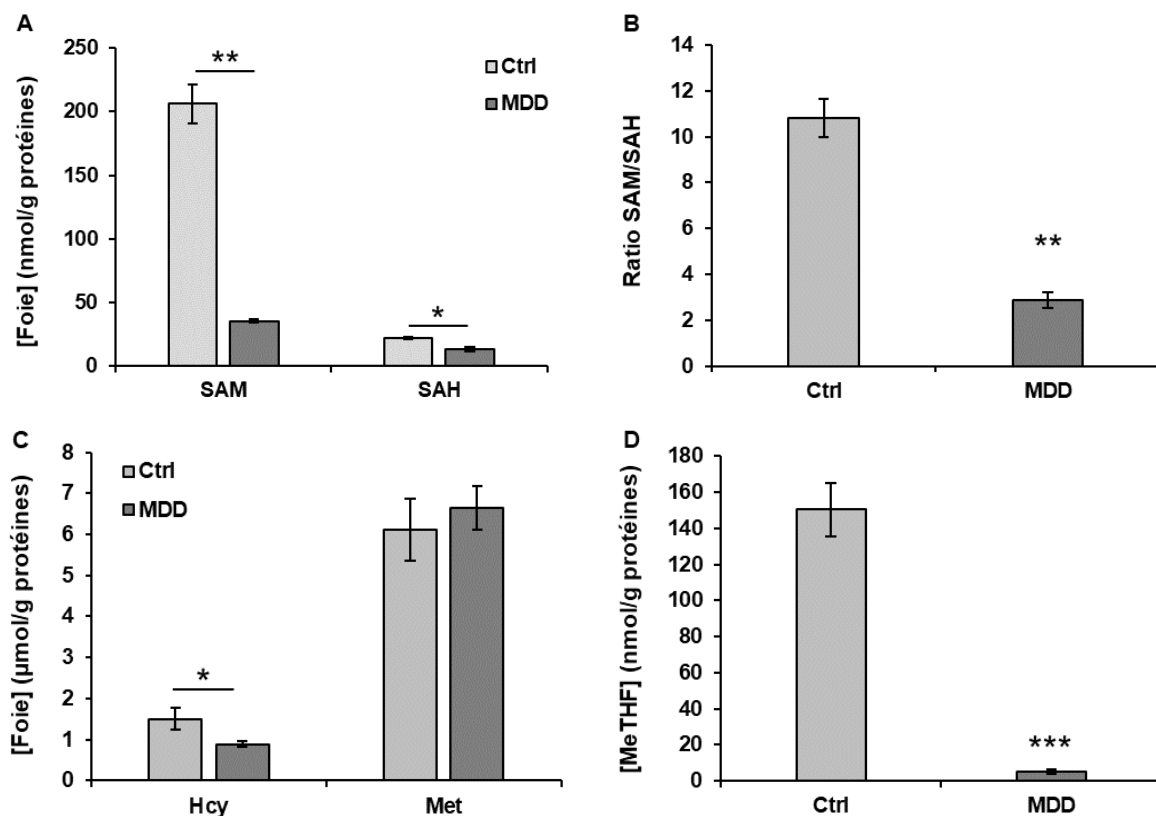 A
[Foie] (nmol/g protéines)
250
200
150
100
50
0
**
*
Ctrl
MDD
SAM
SAH
B
Ratio SAM/SAH
14
12
10
8
6
4
2
0
**
Ctrl
MDD
C
[Foie] (µmol/g protéines)
8
7
6
5
4
3
2
1
0
Ctrl
MDD
*
Hcy
Met
D
[MeTHF] (nmol/g protéines)
180
160
140
120
100
80
60
40
20
0
***
Ctrl
MDD